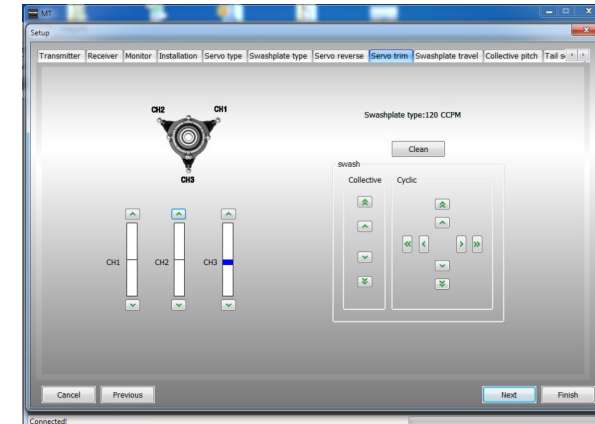 MT
Setup
Transmitter Receiver Monitor Installation Servo type Swashplate type Servo reverse Servo trim Swashplate travel Collective pitch Tail
CH2 CH1
Swashplate type:120 CCPM
Clean
CH3
swash
Collective Cyclic
CH1 CH2 CH3
Cancel Previous Next Finish
Connected!